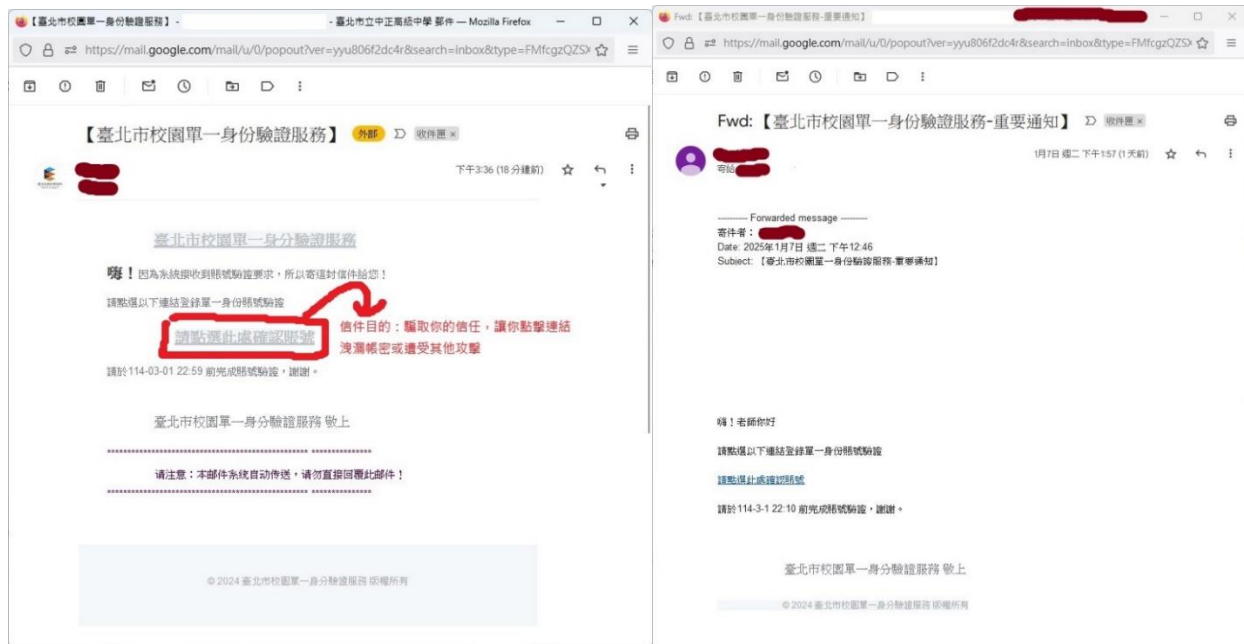 【臺北市校園單一身份驗證服務】 - - 臺北市立中正高級中學 郵件 — Mozilla Firefox
https://mail.google.com/mail/u/0/popout?ver=yyu806f2dc4r&search=inbox&type=FMfcgzQZS
【臺北市校園單一身份驗證服務】 外部 收件匣 ×
下午3:36 (18 分鐘前)
臺北市校園單一身分驗證服務
嗨！因為系統接收到賬號驗證要求，所以寄這封信件給您！
請點選以下連結登錄單一身份賬號驗證
請點選此處確認賬號
信件目的：騙取你的信任，讓你點擊連結
洩漏帳密或遭受其他攻擊
請於114-03-01 22:59 前完成賬號驗證，謝謝。
臺北市校園單一身分驗證服務 敬上
请注意：本邮件系统自动传送，请勿直接回覆此邮件！
© 2024 臺北市校園單一身分驗證服務 版權所有
Fwd: 【臺北市校園單一身份驗證服務-重要通知】
https://mail.google.com/mail/u/0/popout?ver=yyu806f2dc4r&search=inbox&type=FMfcgzQZS
Fwd: 【臺北市校園單一身份驗證服務-重要通知】 收件匣 ×
1月7日 週二 下午1:57 (1 天前)
寄給
---------- Forwarded message ---------
寄件者：
Date: 2025年1月7日 週二 下午12:46
Subject: 【臺北市校園單一身份驗證服務-重要通知】
嗨！老師你好
請點選以下連結登錄單一身份賬號驗證
請點選此處確認賬號
請於114-3-1 22:10 前完成賬號驗證，謝謝。
臺北市校園單一身分驗證服務 敬上
© 2024 臺北市校園單一身分驗證服務 版權所有